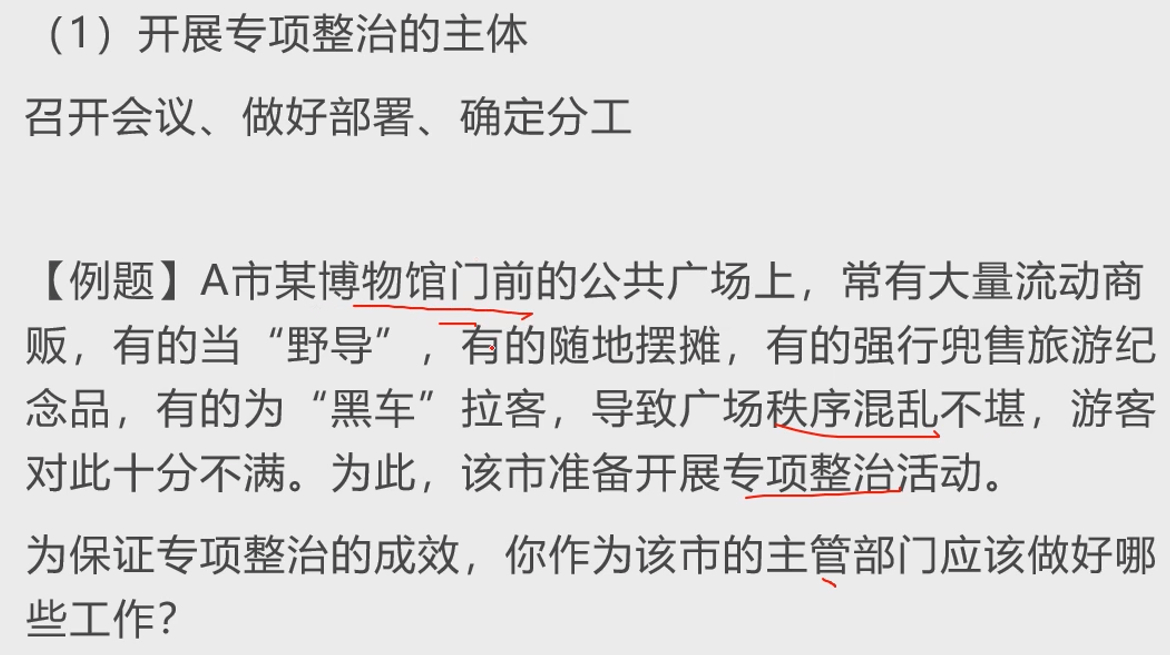 （1）开展专项整治的主体
召开会议、做好部署、确定分工
【例题】A市某博物馆门前的公共广场上，常有大量流动商
贩，有的当“野导”，有的随地摆摊，有的强行兜售旅游纪
念品，有的为“黑车”拉客，导致广场秩序混乱不堪，游客
对此十分不满。为此，该市准备开展专项整治活动。
为保证专项整治的成效，你作为该市的主管部门应该做好哪
些工作？